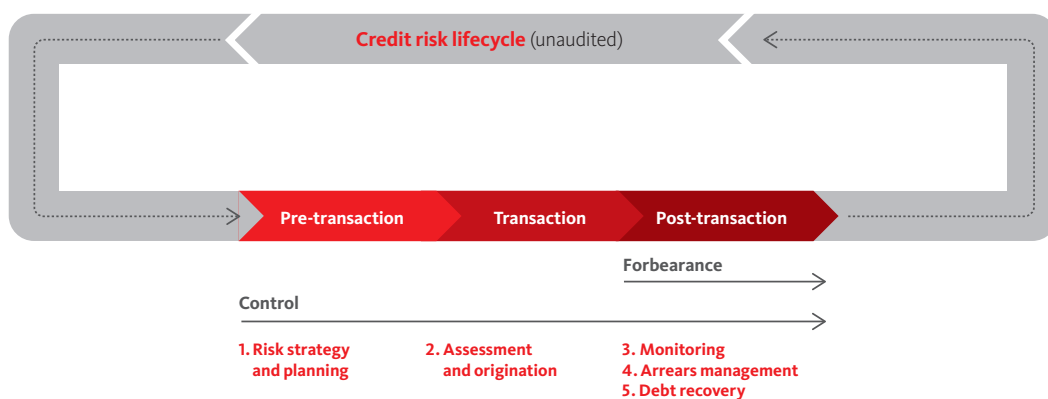 Credit risk lifecycle (unaudited)
Pre-transaction
Transaction
Post-transaction
Forbearance
Control
1. Risk strategy
and planning
2. Assessment
and origination
3. Monitoring
4. Arrears management
5. Debt recovery